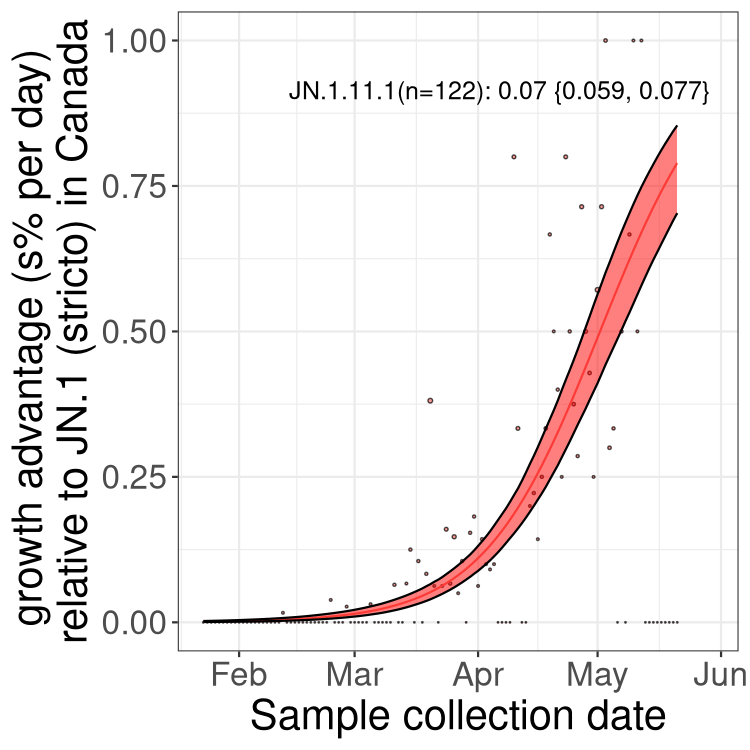 growth advantage (s% per day)
relative to JN.1 (stricto) in Canada
1.00
0.75
0.50
0.25
0.00
JN.1.11.1(n=122): 0.07 {0.059, 0.077}
Feb
Mar
Apr
May
Jun
Sample collection date